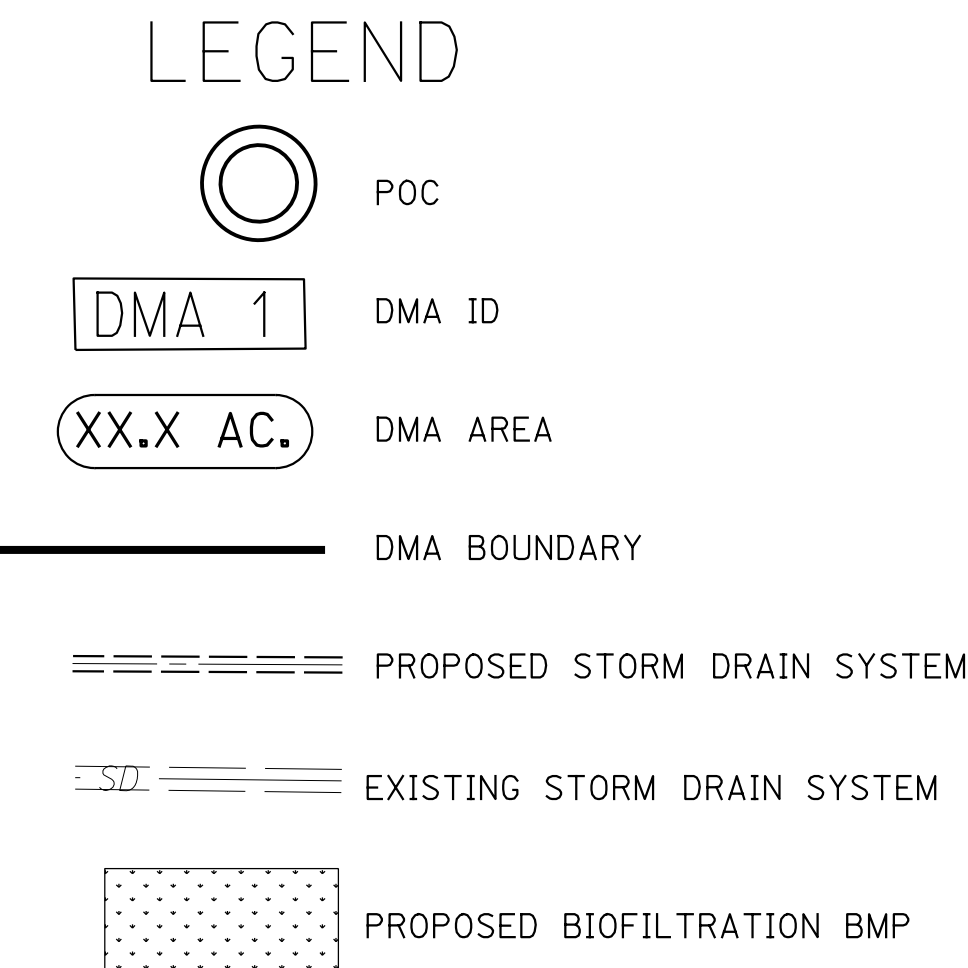 LEGEND
POC
DMA 1 DMA ID
XX.X AC. DMA AREA
DMA BOUNDARY
PROPOSED STORM DRAIN SYSTEM
SD EXISTING STORM DRAIN SYSTEM
PROPOSED BIOFILTRATION BMP